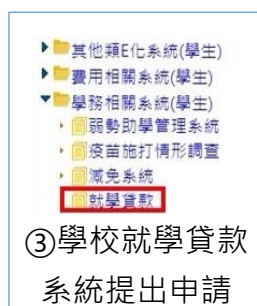 其他類E化系統(學生)
費用相關系統(學生)
學務相關系統(學生)
弱勢助學管理系統
疫苗施打情形調查
減免系統
就學貸款
③學校就學貸款
系統提出申請